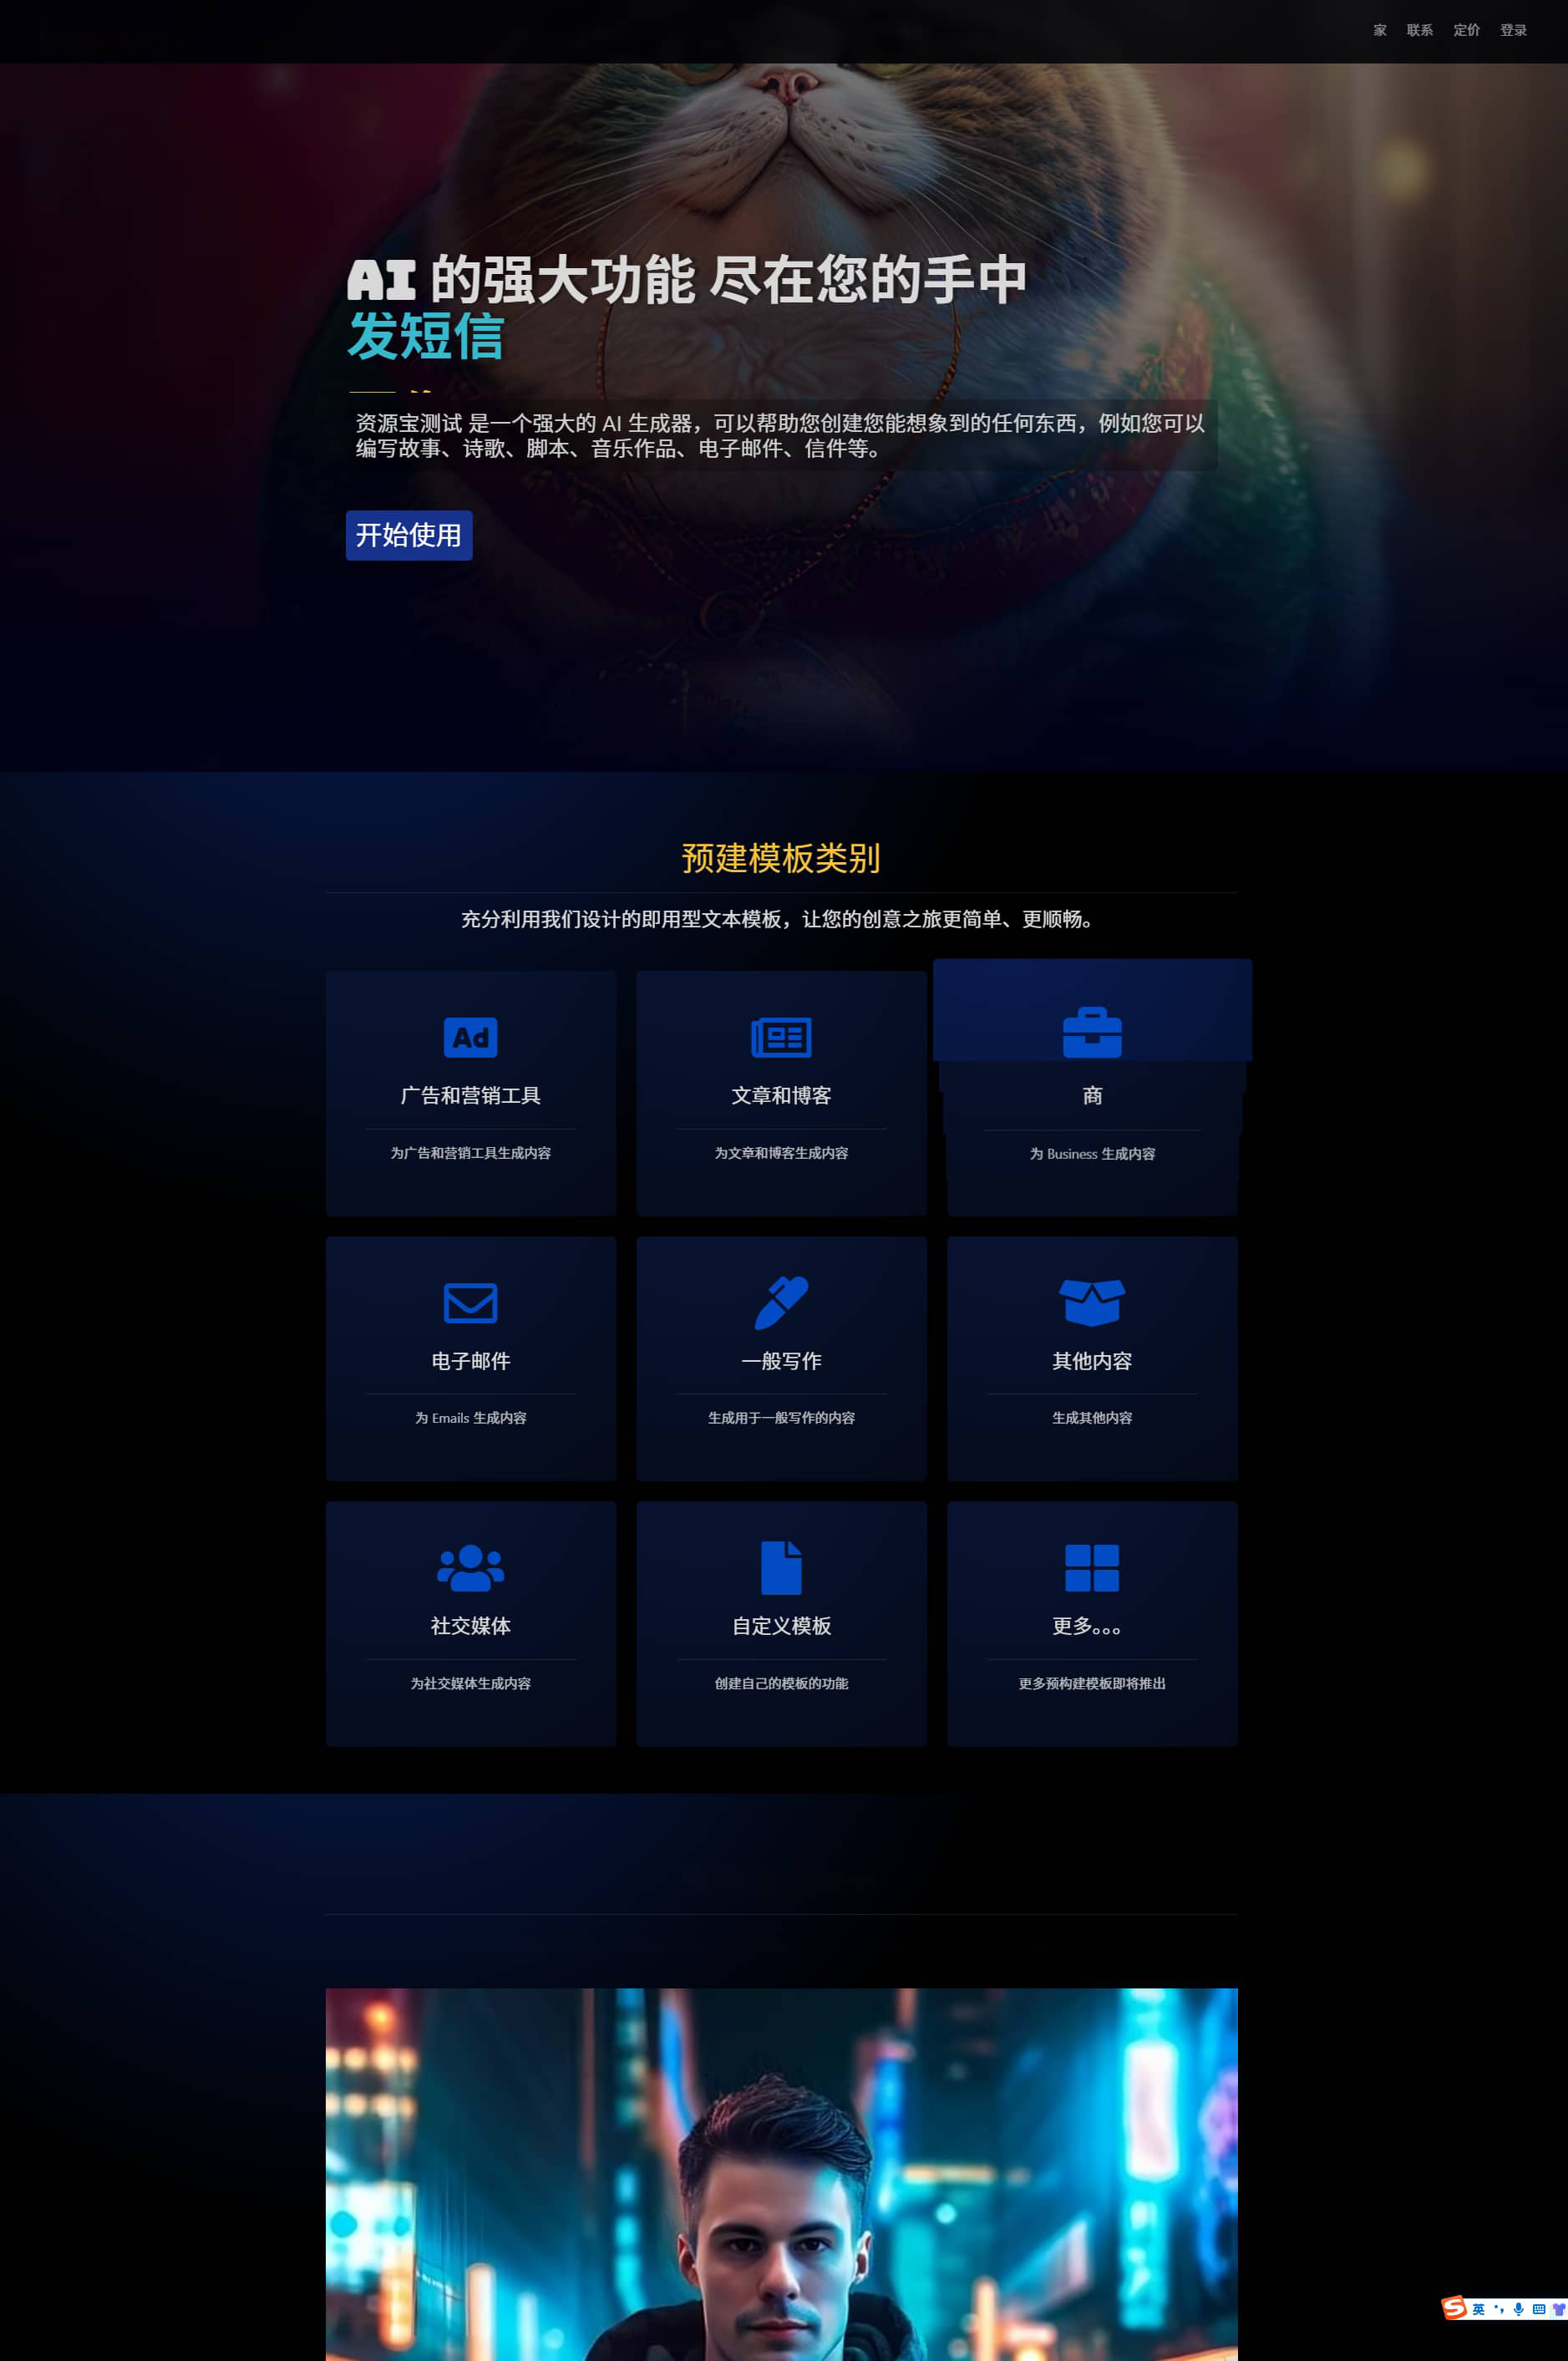 家 联系 定价 登录
AI 的强大功能 尽在您的手中
发短信
资源宝测试 是一个强大的 AI 生成器，可以帮助您创建您能想象到的任何东西，例如您可以
编写故事、诗歌、脚本、音乐作品、电子邮件、信件等。
开始使用
预建模板类别
充分利用我们设计的即用型文本模板，让您的创意之旅更简单、更顺畅。
Ad
广告和营销工具
为广告和营销工具生成内容
文章和博客
为文章和博客生成内容
商
为 Business 生成内容
电子邮件
为 Emails 生成内容
一般写作
生成用于一般写作的内容
其他内容
生成其他内容
社交媒体
为社交媒体生成内容
自定义模板
创建自己的模板的功能
更多。。。
更多预构建模板即将推出
英